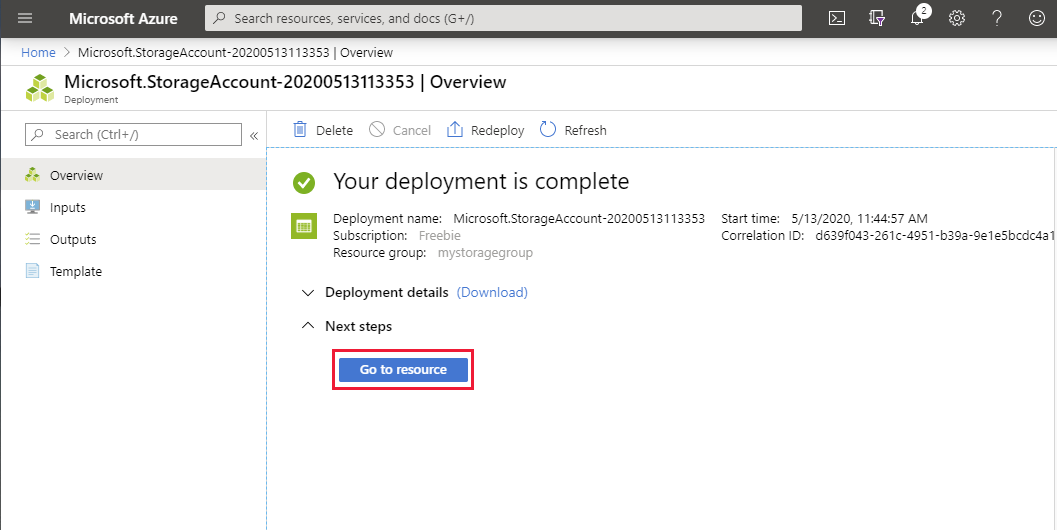 Microsoft Azure
Search resources, services, and docs (G+/)
2
Home > Microsoft.StorageAccount-20200513113353 | Overview
Microsoft.StorageAccount-20200513113353 | Overview
Deployment
Search (Ctrl+/)
«
Delete
Cancel
Redeploy
Refresh
Overview
Inputs
Outputs
Template
Your deployment is complete
Deployment name: Microsoft.StorageAccount-20200513113353
Subscription: Freebie
Resource group: mystoragegroup
Start time: 5/13/2020, 11:44:57 AM
Correlation ID: d639f043-261c-4951-b39a-9e1e5bcdc4a1
Deployment details (Download)
Next steps
Go to resource